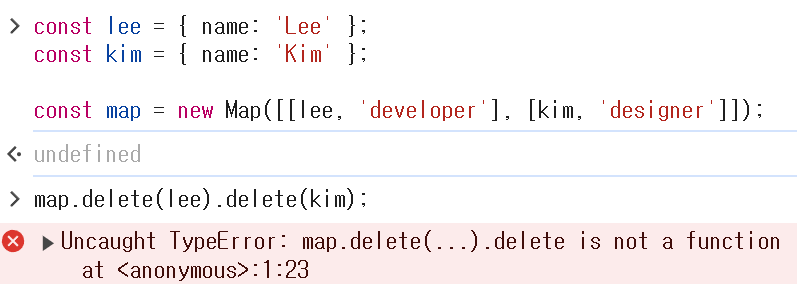 const lee = { name: 'Lee' };
const kim = { name: 'Kim' };
const map = new Map([[lee, 'developer'], [kim, 'designer']]);
undefined
map.delete(lee).delete(kim);
Uncaught TypeError: map.delete(...).delete is not a function
at <anonymous>:1:23